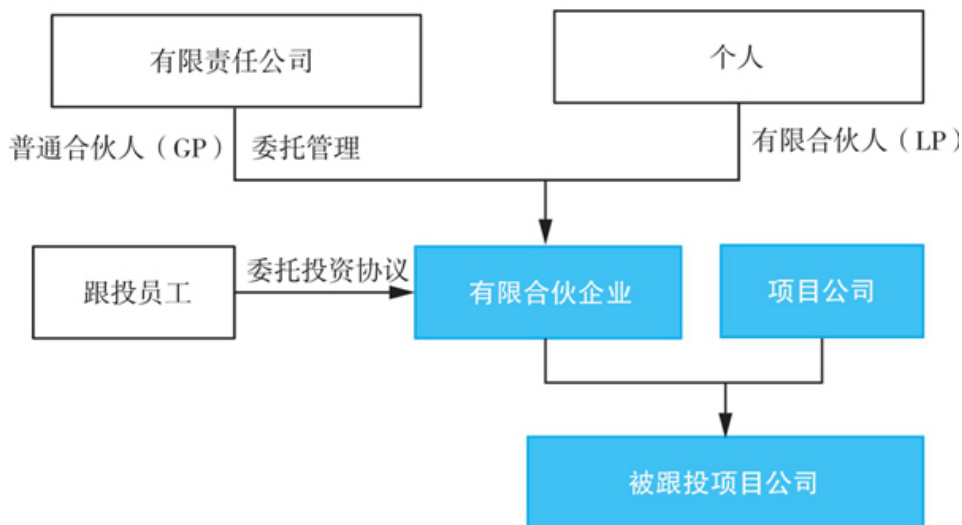 有限责任公司
个人
普通合伙人（GP）
委托管理
有限合伙人（LP）
跟投员工
委托投资协议
有限合伙企业
项目公司
被跟投项目公司